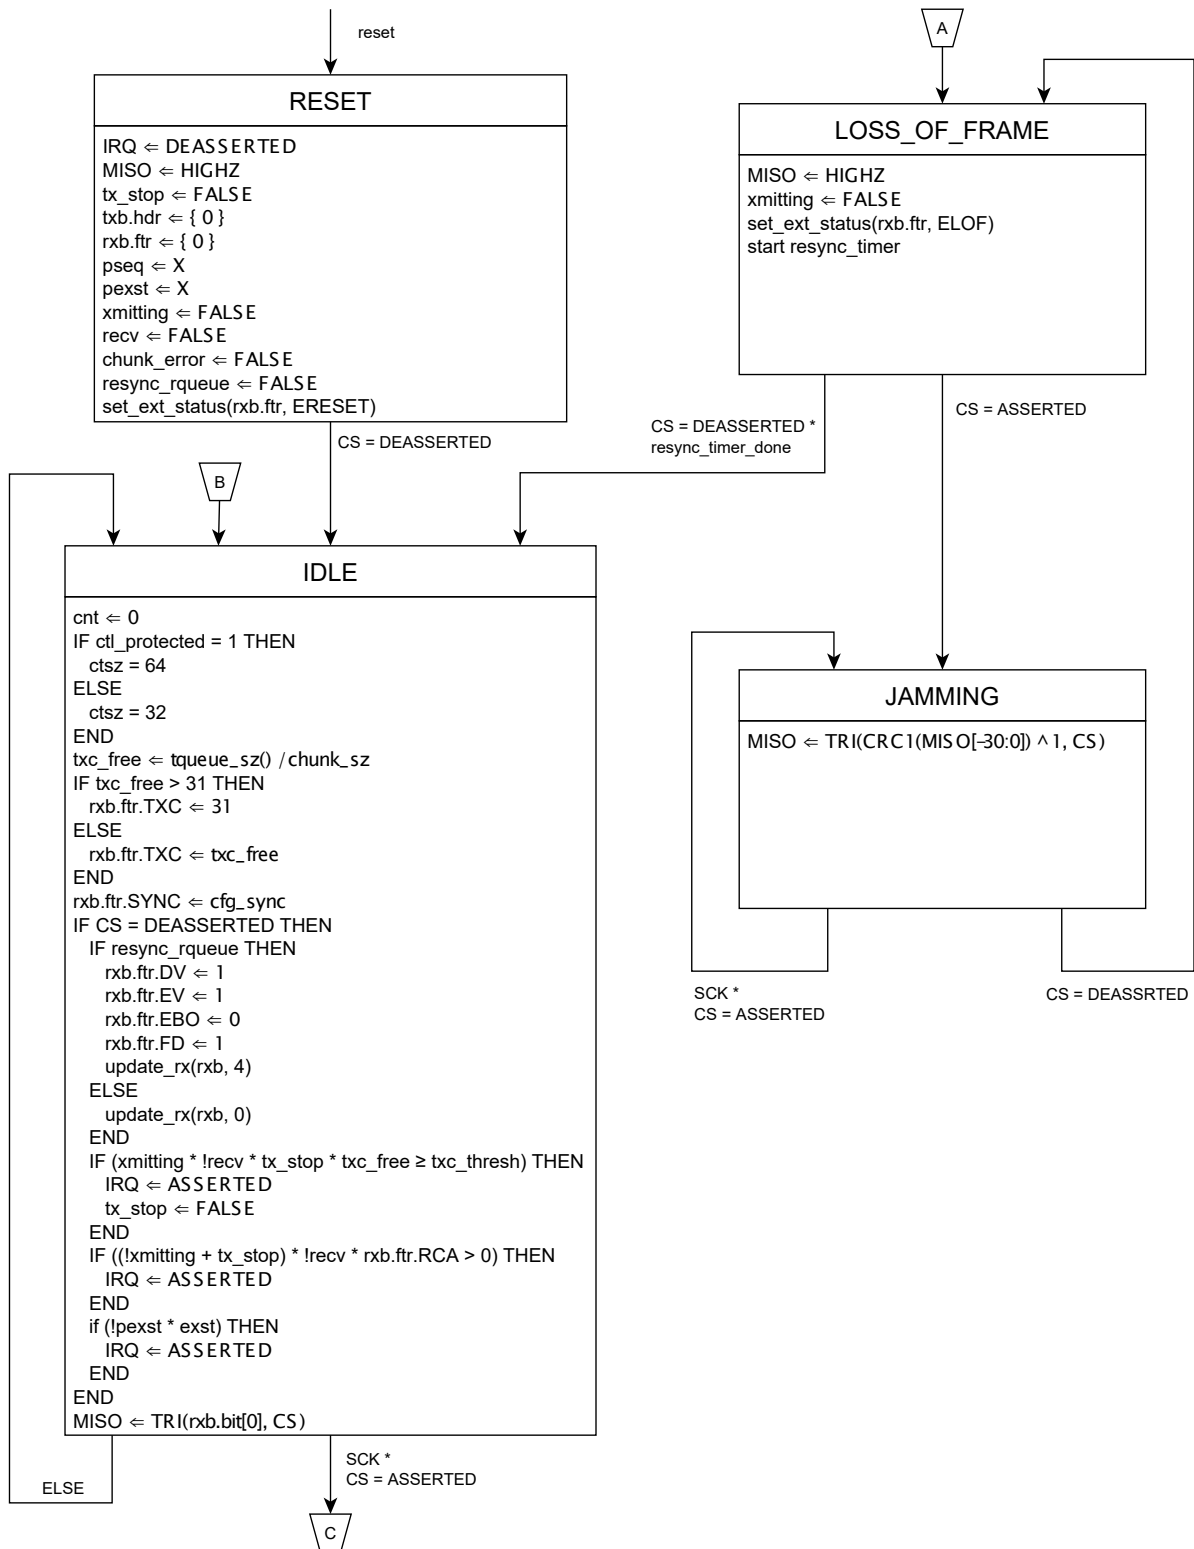 reset
RESET
IRQ ⇐ DEASSERTED
MISO ⇐ HIGHZ
tx_stop ⇐ FALSE
txb.hdr ⇐ { 0 }
rxb.ftr ⇐ { 0 }
pseq ⇐ X
pexst ⇐ X
xmitting ⇐ FALSE
recv ⇐ FALSE
chunk_error ⇐ FALSE
resync_rqueue ⇐ FALSE
set_ext_status(rxb.ftr, ERESET)
CS = DEASSERTED
B
IDLE
cnt ⇐ 0
IF ctl_protected = 1 THEN
ctsz = 64
ELSE
ctsz = 32
END
txc_free ⇐ tqueue_sz() / chunk_sz
IF txc_free > 31 THEN
rxb.ftr.TXC ⇐ 31
ELSE
rxb.ftr.TXC ⇐ txc_free
END
rxb.ftr.SYNC ⇐ cfg_sync
IF CS = DEASSERTED THEN
IF resync_rqueue THEN
rxb.ftr.DV ⇐ 1
rxb.ftr.EV ⇐ 1
rxb.ftr.EBO ⇐ 0
rxb.ftr.FD ⇐ 1
update_rx(rxb, 4)
ELSE
update_rx(rxb, 0)
END
IF (xmitting * !recv * tx_stop * txc_free ≥ txc_thresh) THEN
IRQ ⇐ ASSERTED
tx_stop ⇐ FALSE
END
IF ((!xmitting + tx_stop) * !recv * rxb.ftr.RCA > 0) THEN
IRQ ⇐ ASSERTED
END
if (!pexst * exst) THEN
IRQ ⇐ ASSERTED
END
END
MISO ⇐ TRI(rxb.bit[0], CS)
ELSE
SCK *
CS = ASSERTED
C
A
LOSS_OF_FRAME
MISO ⇐ HIGHZ
xmitting ⇐ FALSE
set_ext_status(rxb.ftr, ELOF)
start resync_timer
CS = DEASSERTED *
resync_timer_done
CS = ASSERTED
JAMMING
MISO ⇐ TRI(CRC1(MISO[-30:0]) ^ 1, CS)
SCK *
CS = ASSERTED
CS = DEASSRTED